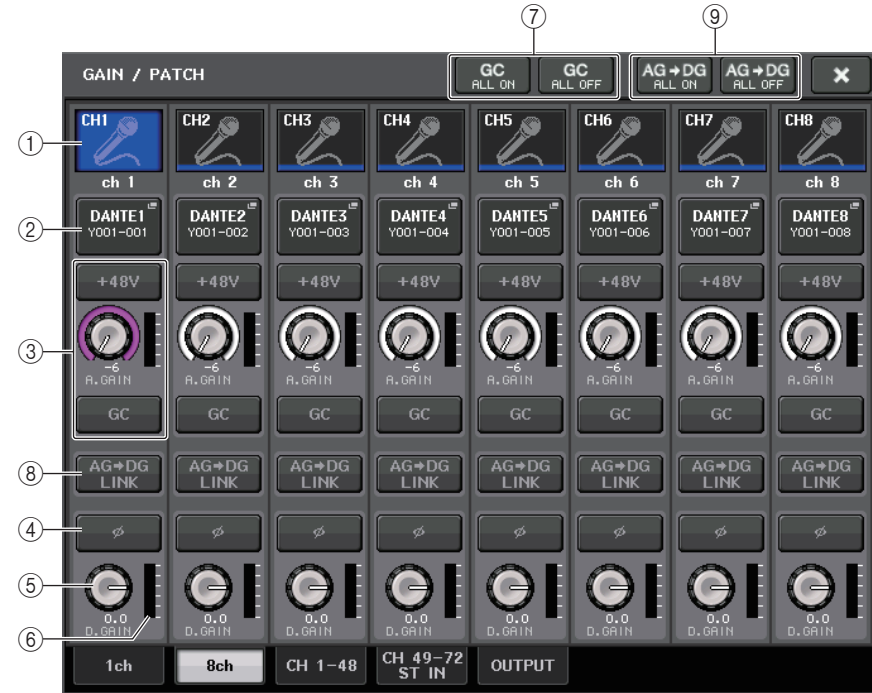 ⑦ ⑨
GAIN / PATCH GC ALL ON GC ALL OFF AG➔DG ALL ON AG➔DG ALL OFF ×
① CH1 CH2 CH3 CH4 CH5 CH6 CH7 CH8
ch 1 ch 2 ch 3 ch 4 ch 5 ch 6 ch 7 ch 8
② DANTE1 DANTE2 DANTE3 DANTE4 DANTE5 DANTE6 DANTE7 DANTE8
Y001-001 Y001-002 Y001-003 Y001-004 Y001-005 Y001-006 Y001-007 Y001-008
+48V +48V +48V +48V +48V +48V +48V +48V
③
-6 -6 -6 -6 -6 -6 -6 -6
A.GAIN A.GAIN A.GAIN A.GAIN A.GAIN A.GAIN A.GAIN A.GAIN
GC GC GC GC GC GC GC GC
⑧ AG➔DG AG➔DG AG➔DG AG➔DG AG➔DG AG➔DG AG➔DG AG➔DG
LINK LINK LINK LINK LINK LINK LINK LINK
④ ø ø ø ø ø ø ø ø
⑤
0.0 0.0 0.0 0.0 0.0 0.0 0.0 0.0
⑥ D.GAIN D.GAIN D.GAIN D.GAIN D.GAIN D.GAIN D.GAIN D.GAIN
1ch 8ch CH 1-48 CH 49-72 ST IN OUTPUT